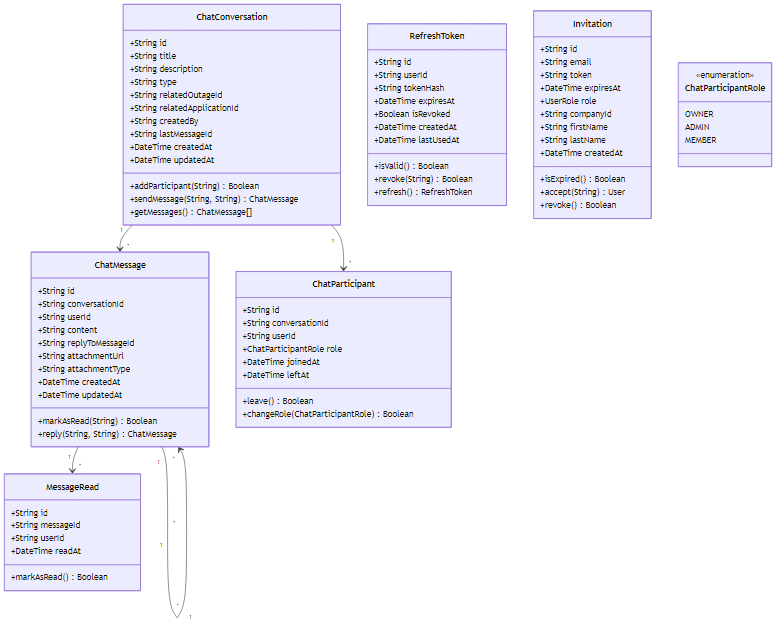 ChatConversation
+String id
+String title
+String description
+String type
+String relatedOutageId
+String relatedApplicationId
+String createdBy
+String lastMessageId
+DateTime createdAt
+DateTime updatedAt
+addParticipant(String) : Boolean
+sendMessage(String, String) : ChatMessage
+getMessages() : ChatMessage[]
RefreshToken
+String id
+String userId
+String tokenHash
+DateTime expiresAt
+Boolean isRevoked
+DateTime createdAt
+DateTime lastUsedAt
+isValid() : Boolean
+revoke(String) : Boolean
+refresh() : RefreshToken
Invitation
+String id
+String email
+String token
+DateTime expiresAt
+UserRole role
+String companyId
+String firstName
+String lastName
+DateTime createdAt
+isExpired() : Boolean
+accept(String) : User
+revoke() : Boolean
«enumeration»
ChatParticipantRole
OWNER
ADMIN
MEMBER
1
*
1
*
ChatMessage
+String id
+String conversationId
+String userId
+String content
+String replyToMessageId
+String attachmentUrl
+String attachmentType
+DateTime createdAt
+DateTime updatedAt
+markAsRead(String) : Boolean
+reply(String, String) : ChatMessage
ChatParticipant
+String id
+String conversationId
+String userId
+ChatParticipantRole role
+DateTime joinedAt
+DateTime leftAt
+leave() : Boolean
+changeRole(ChatParticipantRole) : Boolean
1
*
1
*
MessageRead
+String id
+String messageId
+String userId
+DateTime readAt
+markAsRead() : Boolean
*
1
*
1